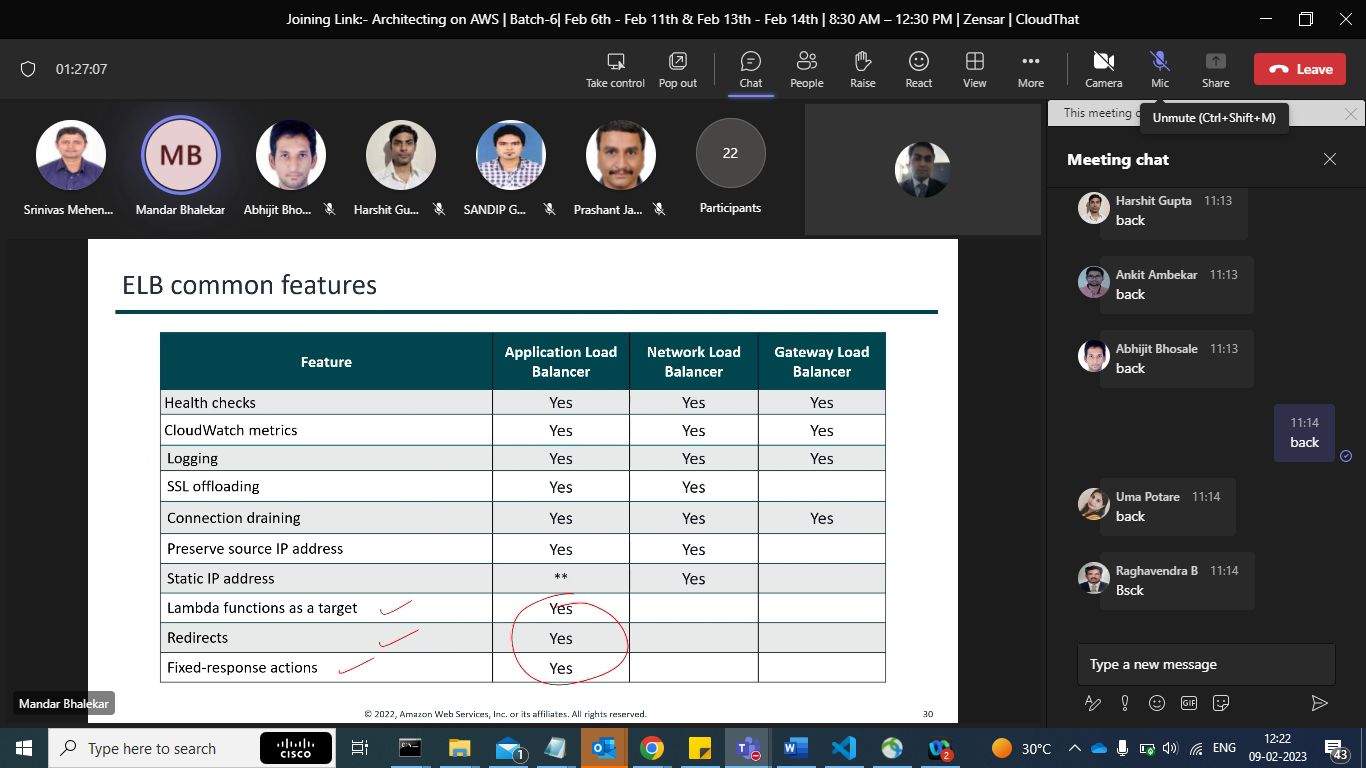 Joining Link:- Architecting on AWS | Batch-6| Feb 6th - Feb 11th & Feb 13th - Feb 14th | 8:30 AM – 12:30 PM | Zensar | CloudThat
01:27:07
Take control
Pop out
Chat
People
Raise
React
View
More
Camera
Mic
Share
Leave
This meeting
Unmute (Ctrl+Shift+M)
MB
22
Srinivas Mehen...
Mandar Bhalekar
Abhijit Bho...
Harshit Gu...
SANDIP G...
Prashant Ja...
Participants
ELB common features
Feature Application Load Balancer Network Load Balancer Gateway Load Balancer
Health checks Yes Yes Yes
CloudWatch metrics Yes Yes Yes
Logging Yes Yes Yes
SSL offloading Yes Yes
Connection draining Yes Yes Yes
Preserve source IP address Yes Yes
Static IP address ** Yes
Lambda functions as a target Yes
Redirects Yes
Fixed-response actions Yes
Mandar Bhalekar
© 2022, Amazon Web Services, Inc. or its affiliates. All rights reserved.
30
Meeting chat
Harshit Gupta 11:13
back
Ankit Ambekar 11:13
back
Abhijit Bhosale 11:13
back
11:14
back
Uma Potare 11:14
back
Raghavendra B 11:14
Bsck
Type a new message
GIF
Type here to search
CISCO
1
2
30°C
ENG
12:22
09-02-2023
43